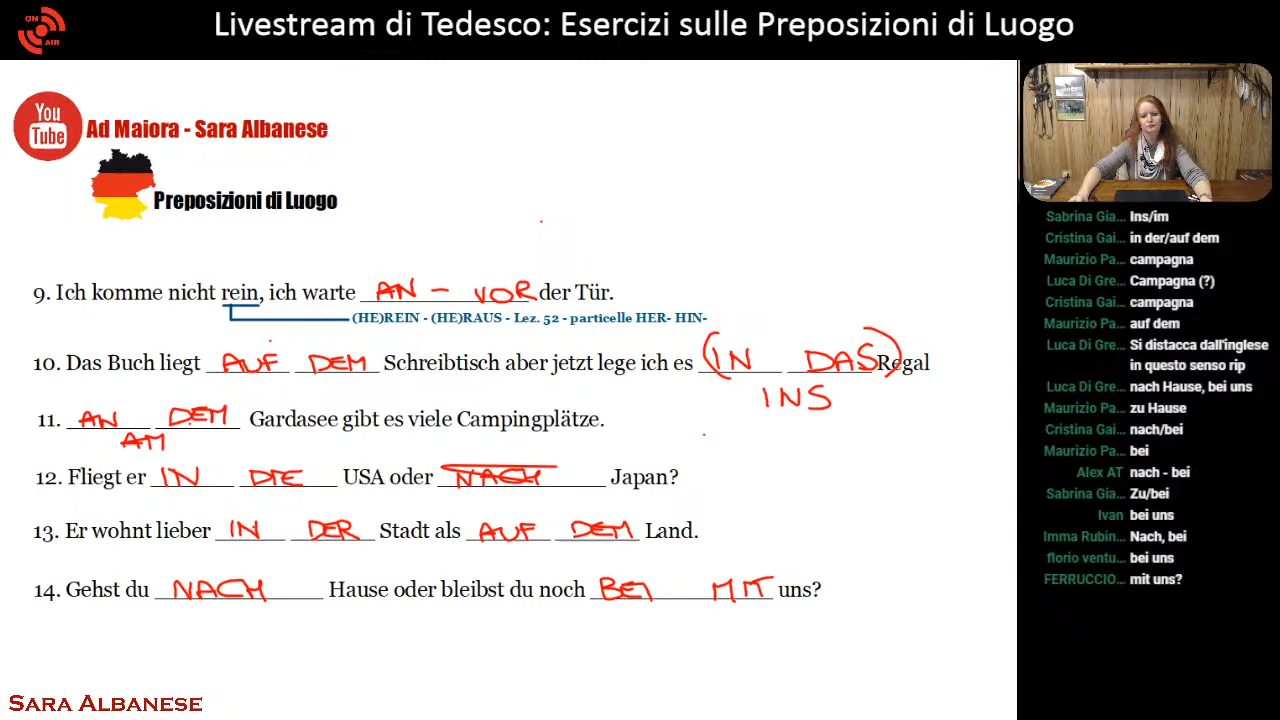 ON
AIR
Livestream di Tedesco: Esercizi sulle Preposizioni di Luogo
You
Tube
Ad Maiora - Sara Albanese
Preposizioni di Luogo
9. Ich komme nicht rein, ich warte AN - VOR der Tür.
(HE)REIN - (HE)RAUS - Lez. 52 - particelle HER- HIN-
10. Das Buch liegt AUF DEM Schreibtisch aber jetzt lege ich es (IN DAS) Regal
INS
11. AN DEM Gardasee gibt es viele Campingplätze.
AM
12. Fliegt er IN DIE USA oder NACH Japan?
13. Er wohnt lieber IN DER Stadt als AUF DEM Land.
14. Gehst du NACH Hause oder bleibst du noch BEI MIT uns?
SARA ALBANESE
Sabrina Gia... Ins/im
Cristina Gai... in der/auf dem
Maurizio Pa... campagna
Luca Di Gre... Campagna (?)
Cristina Gai... campagna
Maurizio Pa... auf dem
Luca Di Gre... Si distacca dall'inglese
in questo senso rip
Luca Di Gre... nach Hause, bei uns
Maurizio Pa... zu Hause
Cristina Gai... nach/bei
Maurizio Pa... bei
Alex AT nach - bei
Sabrina Gia... Zu/bei
Ivan bei uns
Imma Rubin... Nach, bei
florio ventu... bei uns
FERRUCCIO... mit uns?